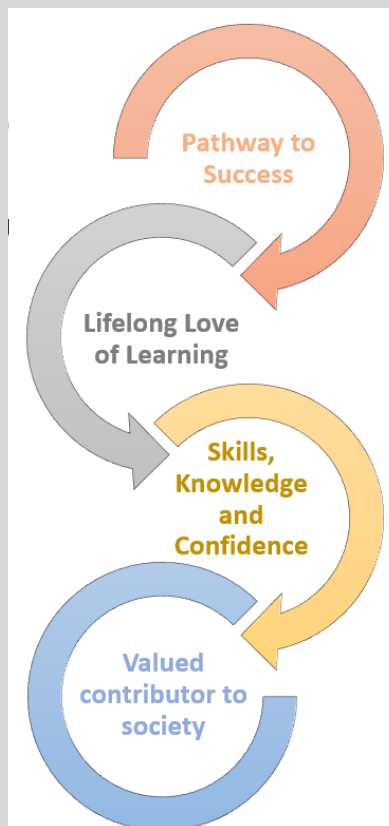 Pathway to
Success
Lifelong Love
of Learning
Skills,
Knowledge
and
Confidence
Valued
contributor to
society